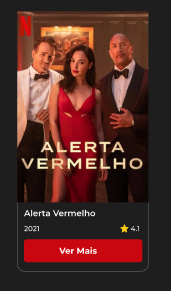 N
ALERTA
VERMELHO
Alerta Vermelho
2021
4.1
Ver Mais